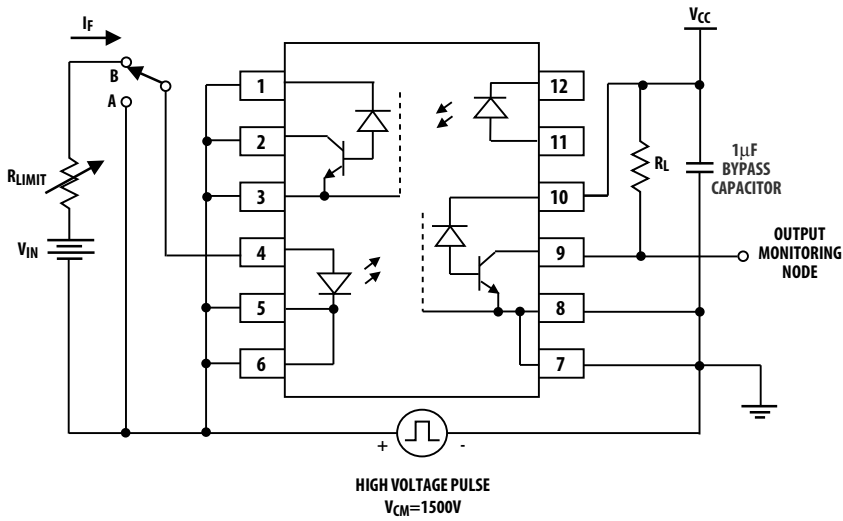 IF
VCC
B
A
1
12
2
11
RLIMIT
RL
1μF
BYPASS
CAPACITOR
3
10
VIN
4
9
OUTPUT
MONITORING
NODE
5
8
6
7
+
-
HIGH VOLTAGE PULSE
VCM=1500V